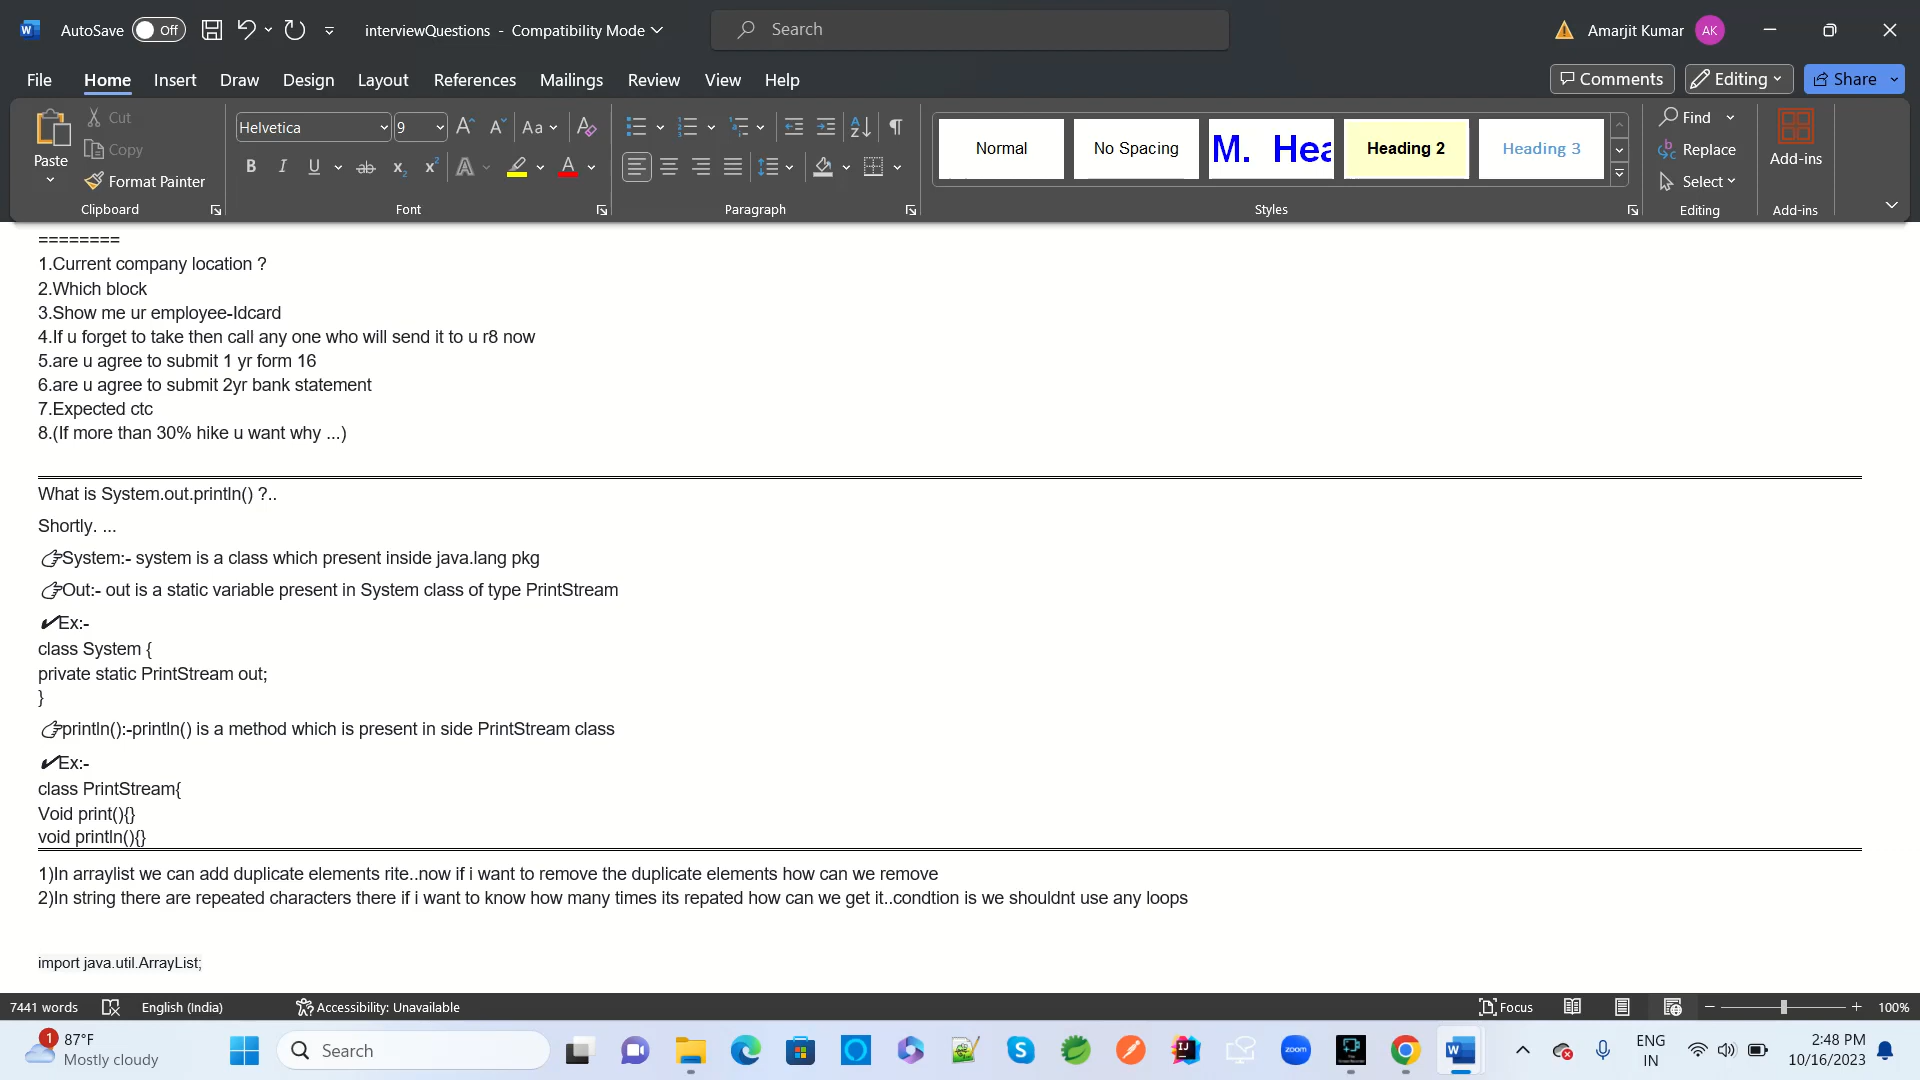 AutoSave Off interviewQuestions - Compatibility Mode Search Amarjit Kumar AK
File Home Insert Draw Design Layout References Mailings Review View Help Comments Editing Share
Paste Cut Copy Format Painter Clipboard
Helvetica 9 Aa Font
Paragraph
Normal No Spacing M. Hea Heading 2 Heading 3 Styles
Find Replace Select Editing
Add-ins Add-ins
========
1.Current company location ?
2.Which block
3.Show me ur employee-Idcard
4.If u forget to take then call any one who will send it to u r8 now
5.are u agree to submit 1 yr form 16
6.are u agree to submit 2yr bank statement
7.Expected ctc
8.(If more than 30% hike u want why ...)
What is System.out.println() ?..
Shortly. ...
👉System:- system is a class which present inside java.lang pkg
👉Out:- out is a static variable present in System class of type PrintStream
✔Ex:-
class System {
private static PrintStream out;
}
👉println():-println() is a method which is present in side PrintStream class
✔Ex:-
class PrintStream{
Void print(){}
void println(){}
1)In arraylist we can add duplicate elements rite..now if i want to remove the duplicate elements how can we remove
2)In string there are repeated characters there if i want to know how many times its repated how can we get it..condtion is we shouldnt use any loops
import java.util.ArrayList;
7441 words English (India) Accessibility: Unavailable Focus 100%
1 87°F Mostly cloudy Search zoom ENG IN 2:48 PM 10/16/2023